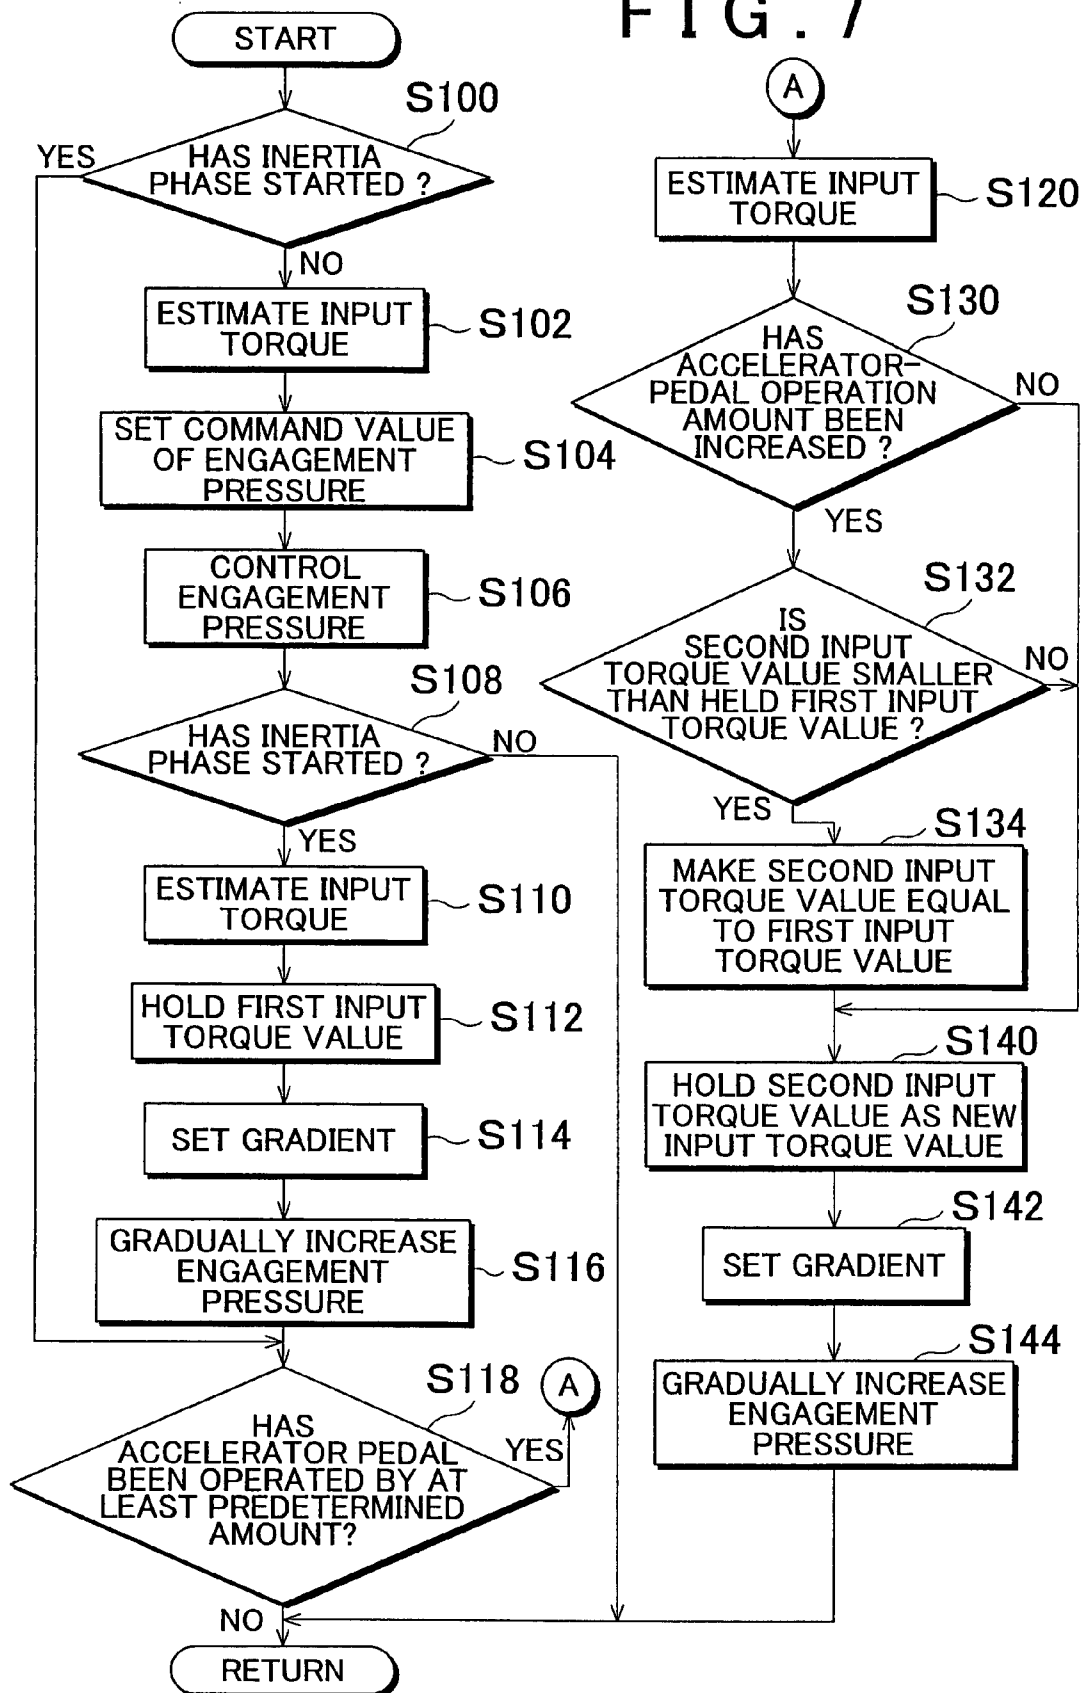 FIG. 7
START
S100
YES
HAS INERTIA
PHASE STARTED ?
NO
ESTIMATE INPUT
TORQUE
S102
SET COMMAND VALUE
OF ENGAGEMENT
PRESSURE
S104
CONTROL
ENGAGEMENT
PRESSURE
S106
S108
HAS INERTIA
PHASE STARTED ?
NO
YES
ESTIMATE INPUT
TORQUE
S110
HOLD FIRST INPUT
TORQUE VALUE
S112
SET GRADIENT
S114
GRADUALLY INCREASE
ENGAGEMENT
PRESSURE
S116
S118
A
HAS
ACCELERATOR PEDAL
BEEN OPERATED BY AT
LEAST PREDETERMINED
AMOUNT?
YES
NO
RETURN
A
ESTIMATE INPUT
TORQUE
S120
S130
HAS
ACCELERATOR-
PEDAL OPERATION
AMOUNT BEEN
INCREASED ?
NO
YES
S132
IS
SECOND INPUT
TORQUE VALUE SMALLER
THAN HELD FIRST INPUT
TORQUE VALUE ?
NO
YES
S134
MAKE SECOND INPUT
TORQUE VALUE EQUAL
TO FIRST INPUT
TORQUE VALUE
S140
HOLD SECOND INPUT
TORQUE VALUE AS NEW
INPUT TORQUE VALUE
S142
SET GRADIENT
S144
GRADUALLY INCREASE
ENGAGEMENT
PRESSURE